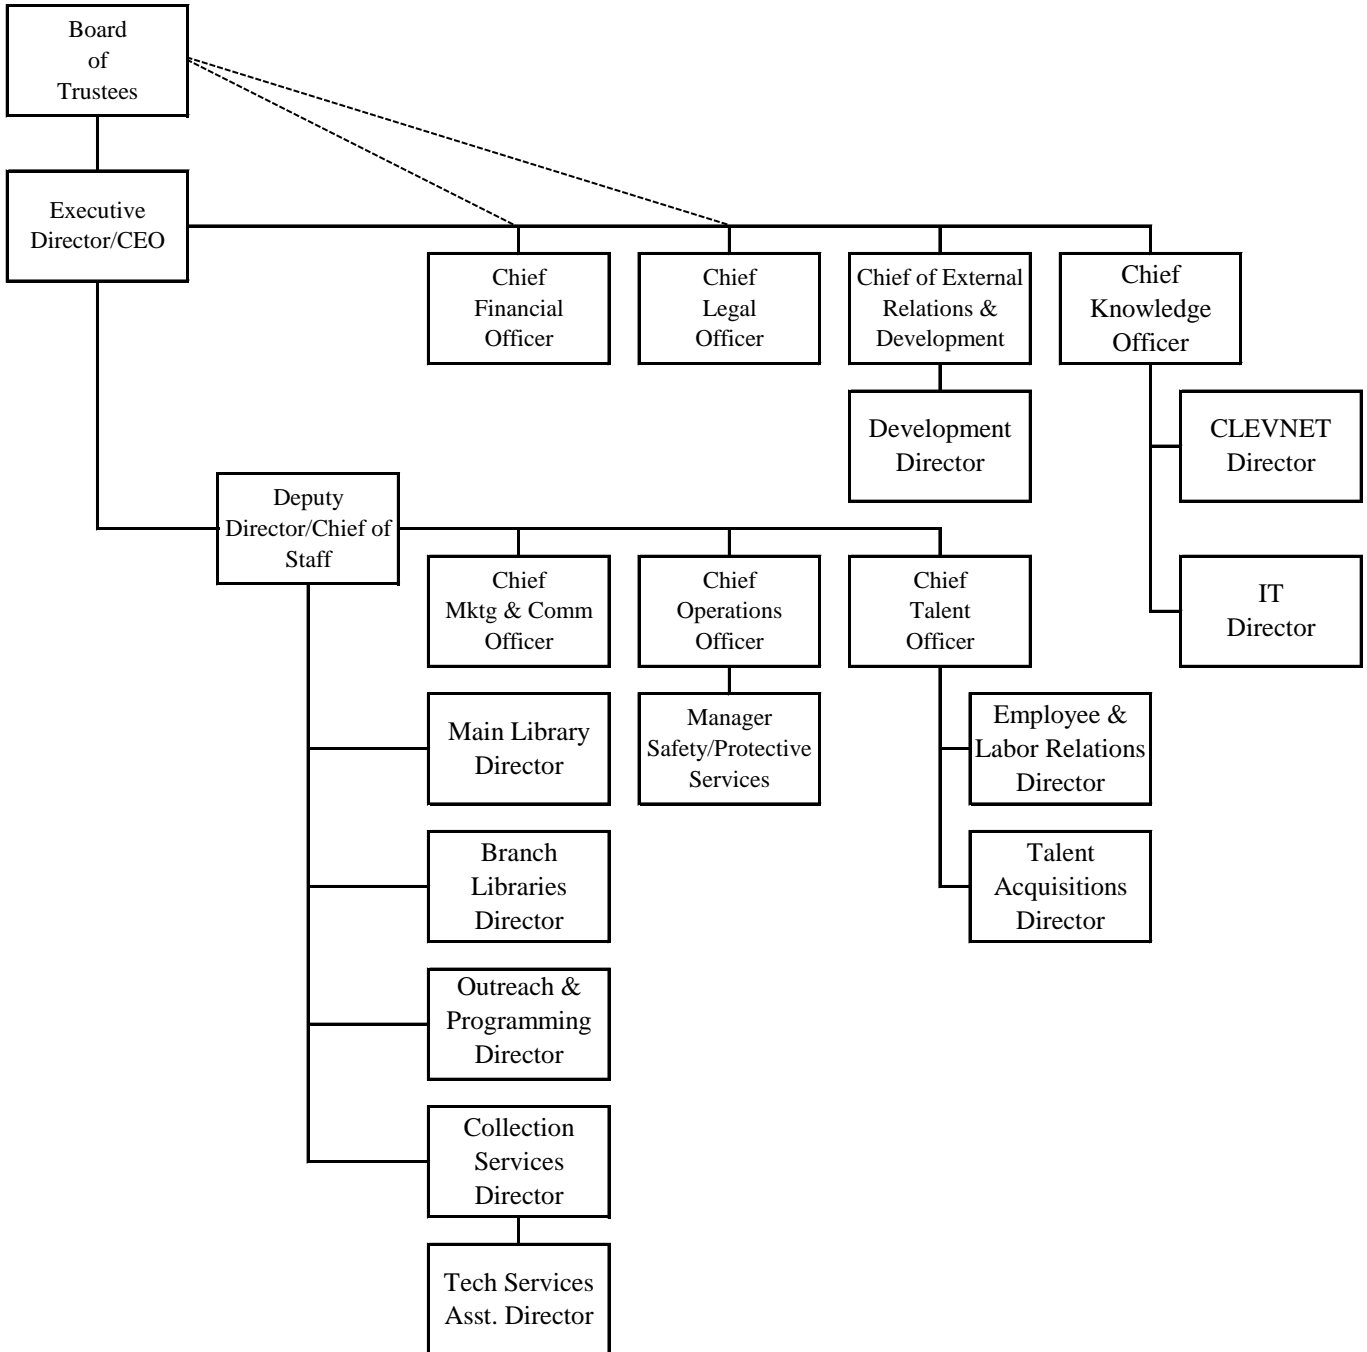 Board
of
Trustees
Executive
Director/CEO
Chief
Financial
Officer
Chief
Legal
Officer
Chief of External
Relations &
Development
Chief
Knowledge
Officer
Development
Director
CLEVNET
Director
Deputy
Director/Chief of
Staff
Chief
Mktg & Comm
Officer
Chief
Operations
Officer
Chief
Talent
Officer
IT
Director
Main Library
Director
Manager
Safety/Protective
Services
Employee &
Labor Relations
Director
Branch
Libraries
Director
Talent
Acquisitions
Director
Outreach &
Programming
Director
Collection
Services
Director
Tech Services
Asst. Director